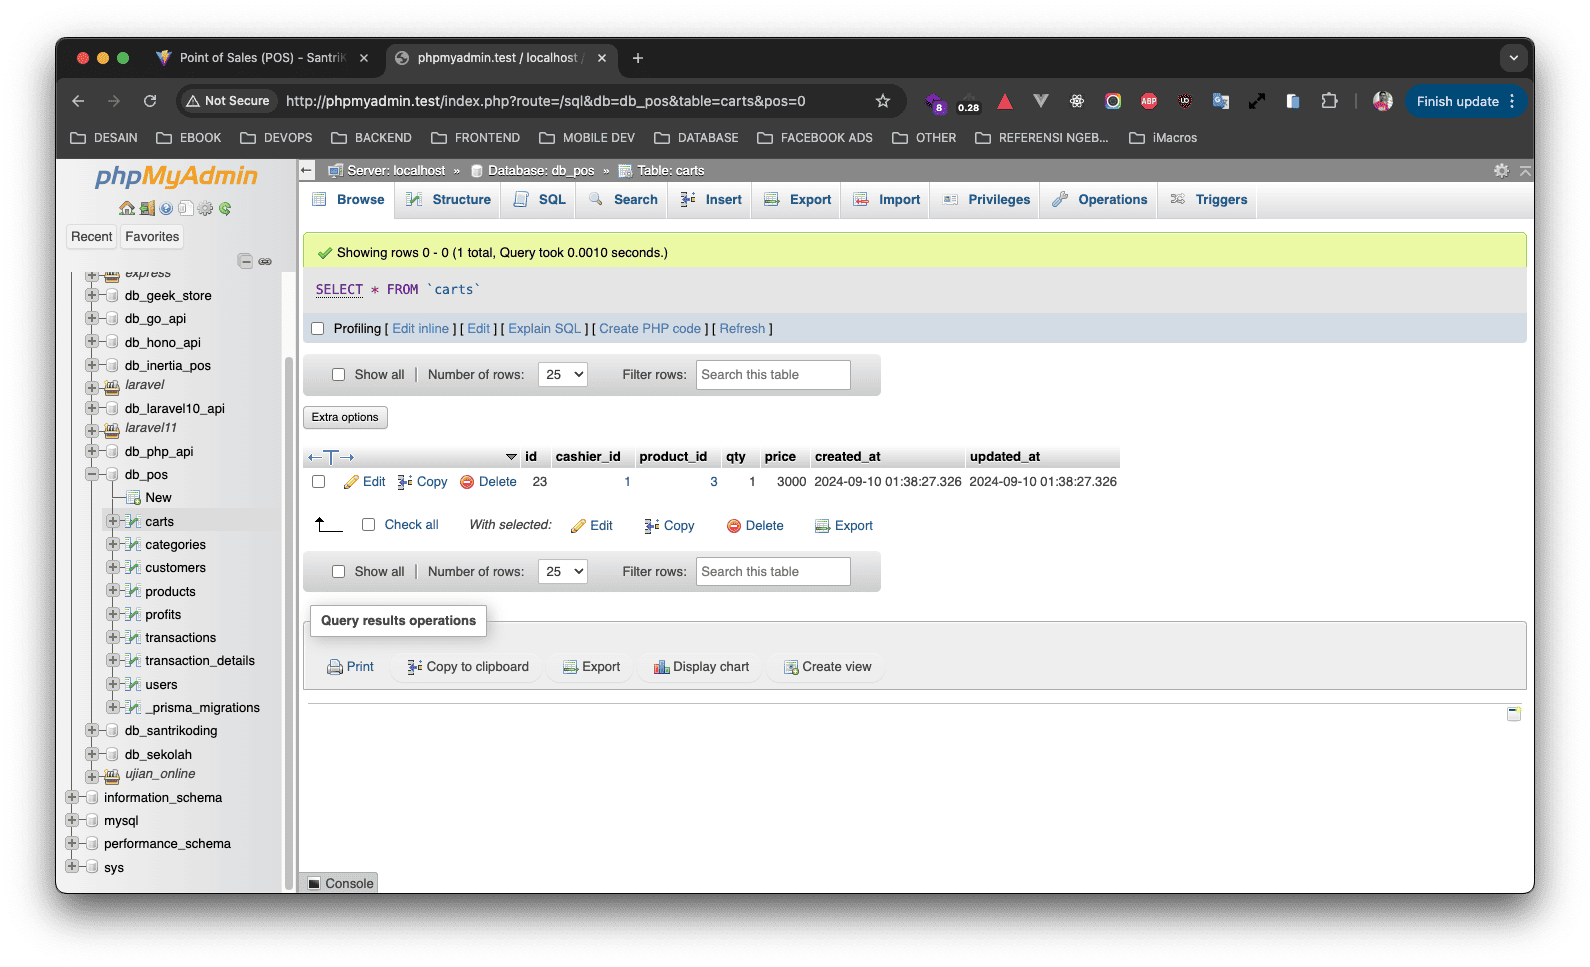 Point of Sales (POS) - SantriK
phpmyadmin.test / localhost /
Not Secure
http://phpmyadmin.test/index.php?route=/sql&db=db_pos&table=carts&pos=0
8
0.28
ABP
Finish update
DESAIN
EBOOK
DEVOPS
BACKEND
FRONTEND
MOBILE DEV
DATABASE
FACEBOOK ADS
OTHER
REFERENSI NGEB...
iMacros
phpMyAdmin
Recent
Favorites
express
db_geek_store
db_go_api
db_hono_api
db_inertia_pos
laravel
db_laravel10_api
laravel11
db_php_api
db_pos
New
carts
categories
customers
products
profits
transactions
transaction_details
users
_prisma_migrations
db_santrikoding
db_sekolah
ujian_online
information_schema
mysql
performance_schema
sys
Server: localhost » Database: db_pos » Table: carts
Browse
Structure
SQL
Search
Insert
Export
Import
Privileges
Operations
Triggers
Showing rows 0 - 0 (1 total, Query took 0.0010 seconds.)
SELECT * FROM `carts`
Profiling [ Edit inline ] [ Edit ] [ Explain SQL ] [ Create PHP code ] [ Refresh ]
Show all | Number of rows: 25 Filter rows: Search this table
Extra options
id cashier_id product_id qty price created_at updated_at
Edit Copy Delete 23 1 3 1 3000 2024-09-10 01:38:27.326 2024-09-10 01:38:27.326
Check all With selected: Edit Copy Delete Export
Show all | Number of rows: 25 Filter rows: Search this table
Query results operations
Print Copy to clipboard Export Display chart Create view
Console